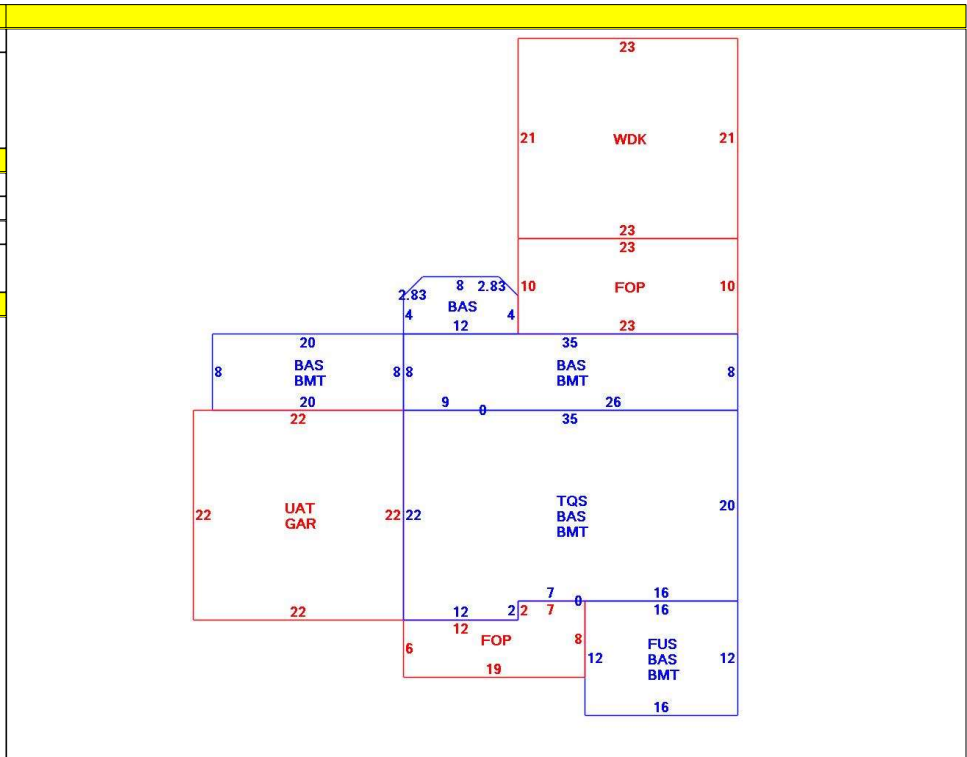 23
21 WDK 21
23
23
10 FOP 10
23
2.83 8 2.83
BAS
4 4
12
20
8 BAS 8
BMT
20
35
8 BAS 8
BMT
9 0 26
35
22
22 UAT 22
GAR
22
22 TQS 20
BAS
BMT
12 2 7 0 16
12 2 7
6 FOP 8
19
16
12 FUS 12
BAS
BMT
16